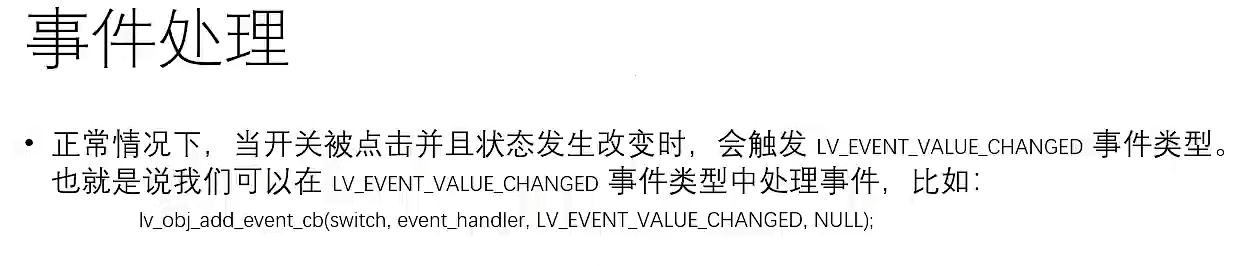 事件处理
• 正常情况下，当开关被点击并且状态发生改变时，会触发 LV_EVENT_VALUE_CHANGED 事件类型。
也就是说我们可以在 LV_EVENT_VALUE_CHANGED 事件类型中处理事件，比如：
lv_obj_add_event_cb(switch, event_handler, LV_EVENT_VALUE_CHANGED, NULL);